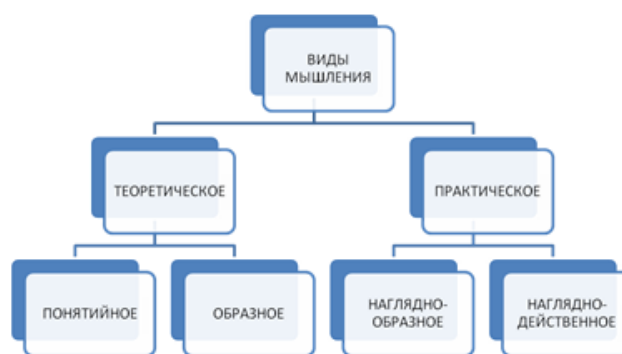 ВИДЫ
МЫШЛЕНИЯ
ТЕОРЕТИЧЕСКОЕ
ПРАКТИЧЕСКОЕ
ПОНЯТИЙНОЕ
ОБРАЗНОЕ
НАГЛЯДНО-
ОБРАЗНОЕ
НАГЛЯДНО-
ДЕЙСТВЕННОЕ